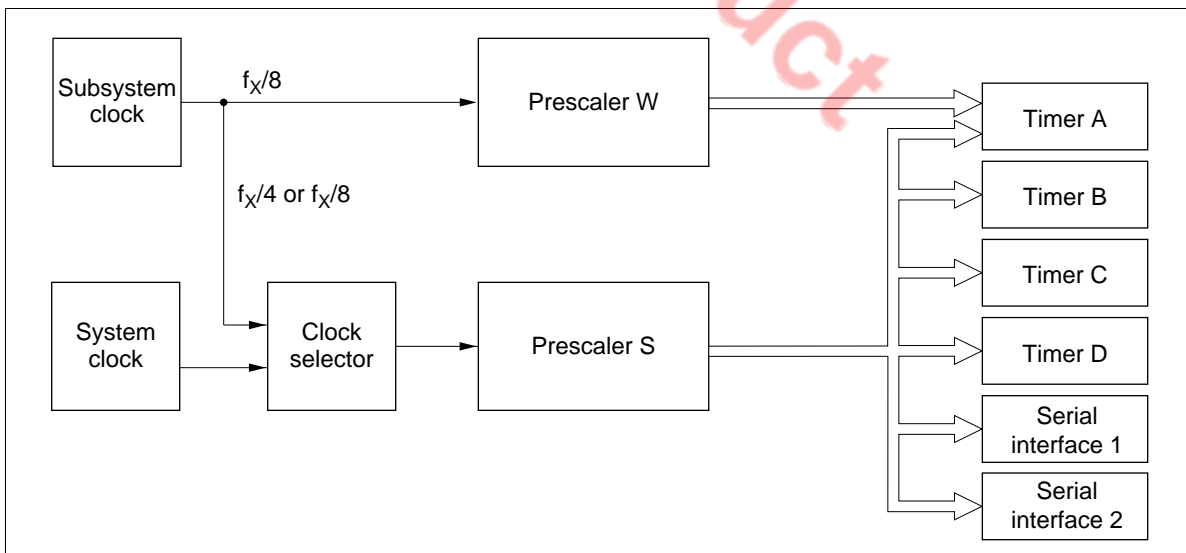 Subsystem
clock
fX/8
Prescaler W
Timer A
Timer B
fX/4 or fX/8
Timer C
System
clock
Clock
selector
Prescaler S
Timer D
Serial
interface 1
Serial
interface 2
uct